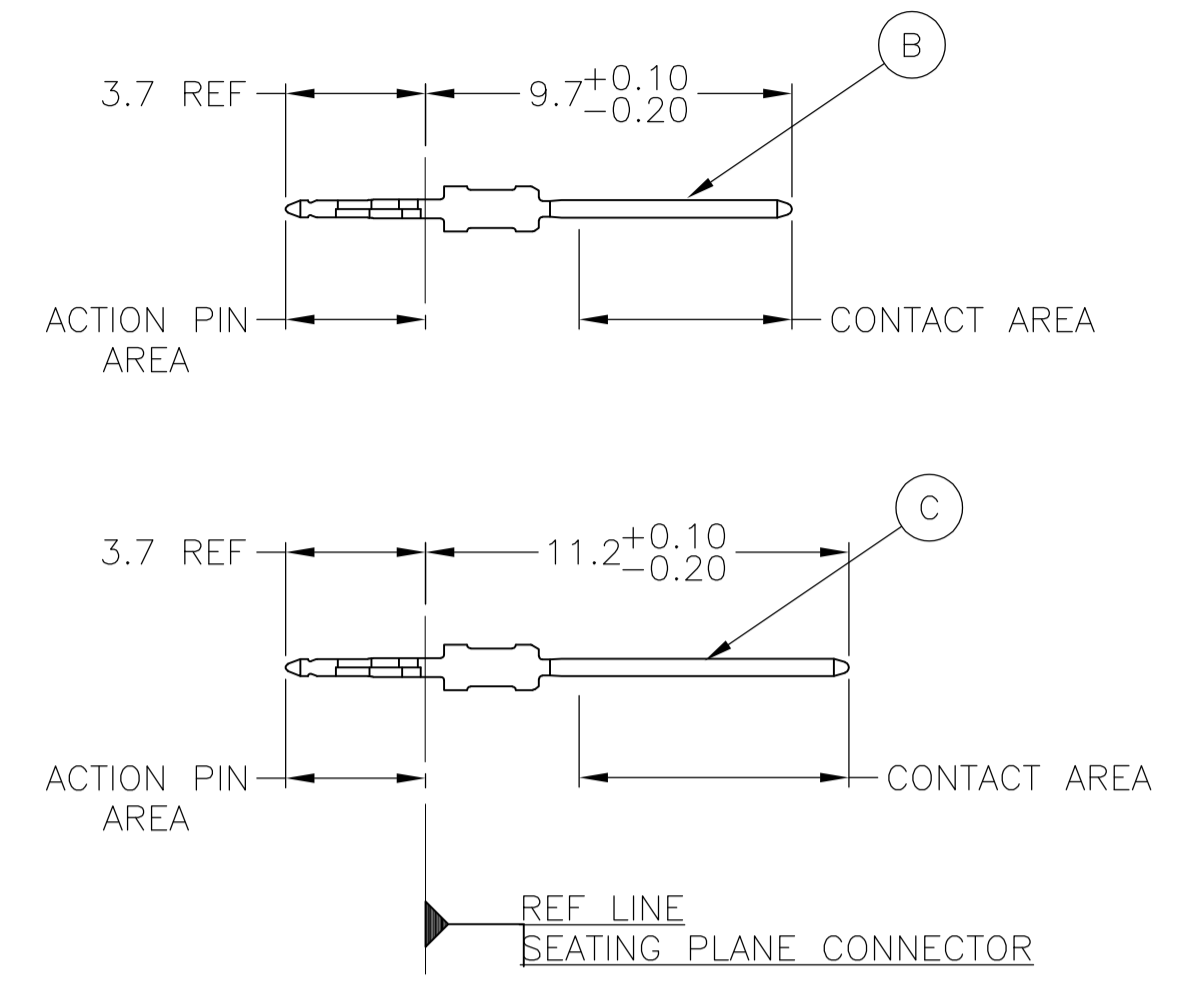 B
3.7 REF
9.7+0.10
-0.20
ACTION PIN
AREA
CONTACT AREA
C
3.7 REF
11.2+0.10
-0.20
ACTION PIN
AREA
CONTACT AREA
REF LINE
SEATING PLANE CONNECTOR